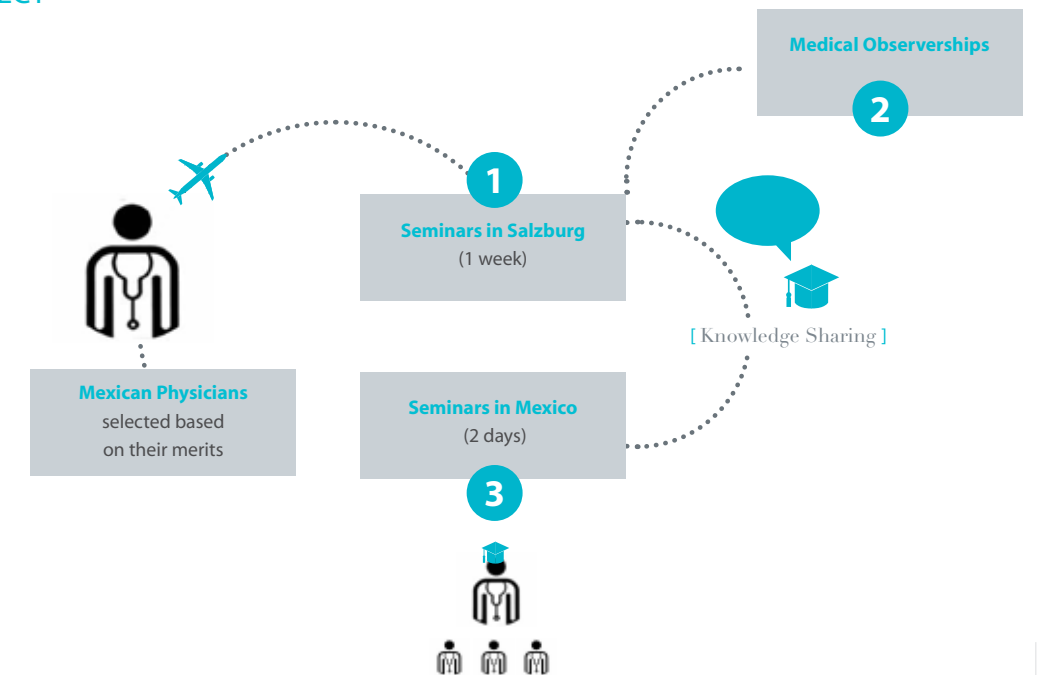 Medical Observerships
2
1
Seminars in Salzburg
(1 week)
[ Knowledge Sharing ]
Mexican Physicians
selected based
on their merits
Seminars in Mexico
(2 days)
3